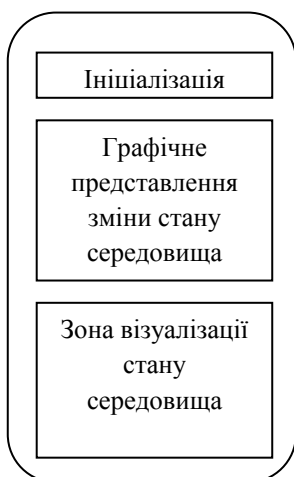 Ініціалізація
Графічне
представлення
зміни стану
середовища
Зона візуалізації
стану
середовища